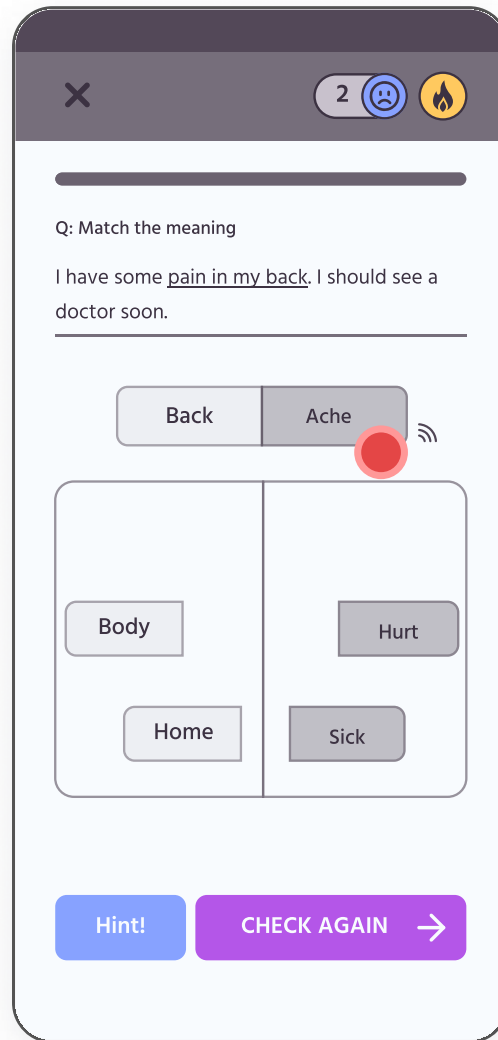 2
Q: Match the meaning
I have some pain in my back. I should see a
doctor soon.
Back Ache
Body Hurt
Home Sick
Hint! CHECK AGAIN